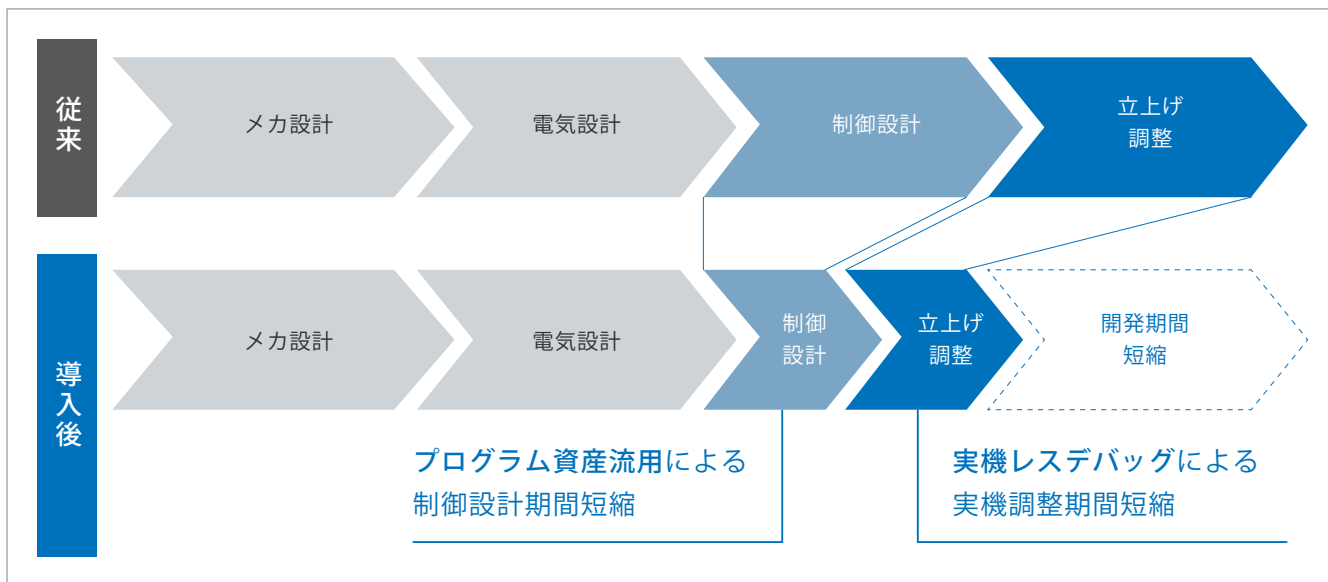 従来
メカ設計
電気設計
制御設計
立上げ
調整
導入後
メカ設計
電気設計
制御
設計
立上げ
調整
開発期間
短縮
プログラム資産流用による
制御設計期間短縮
実機レスデバッグによる
実機調整期間短縮